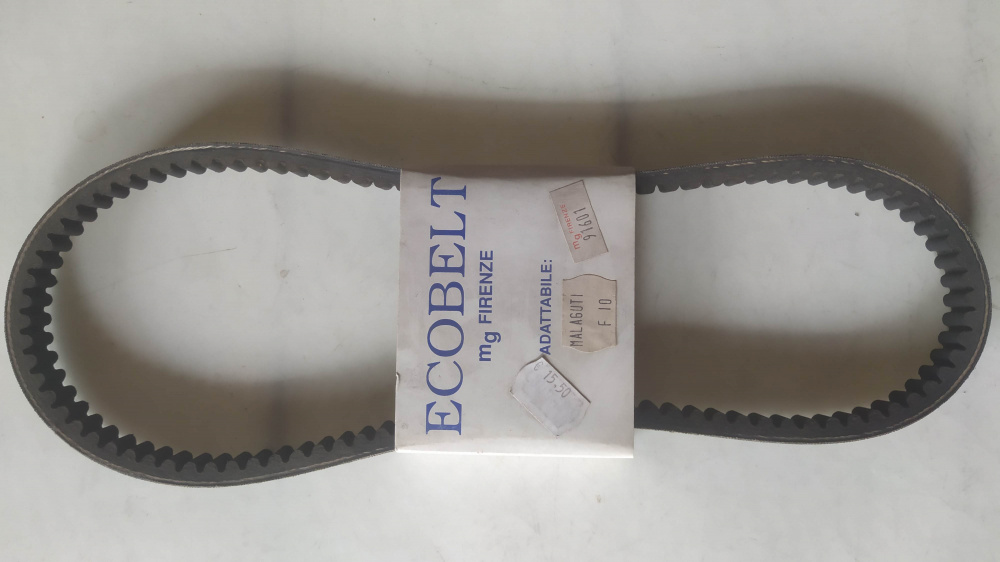 ECOBELT
mg FIRENZE
ADATTABILE:
mg FIRENZE
91601
MALAGUTI
F 10
€ 15.50